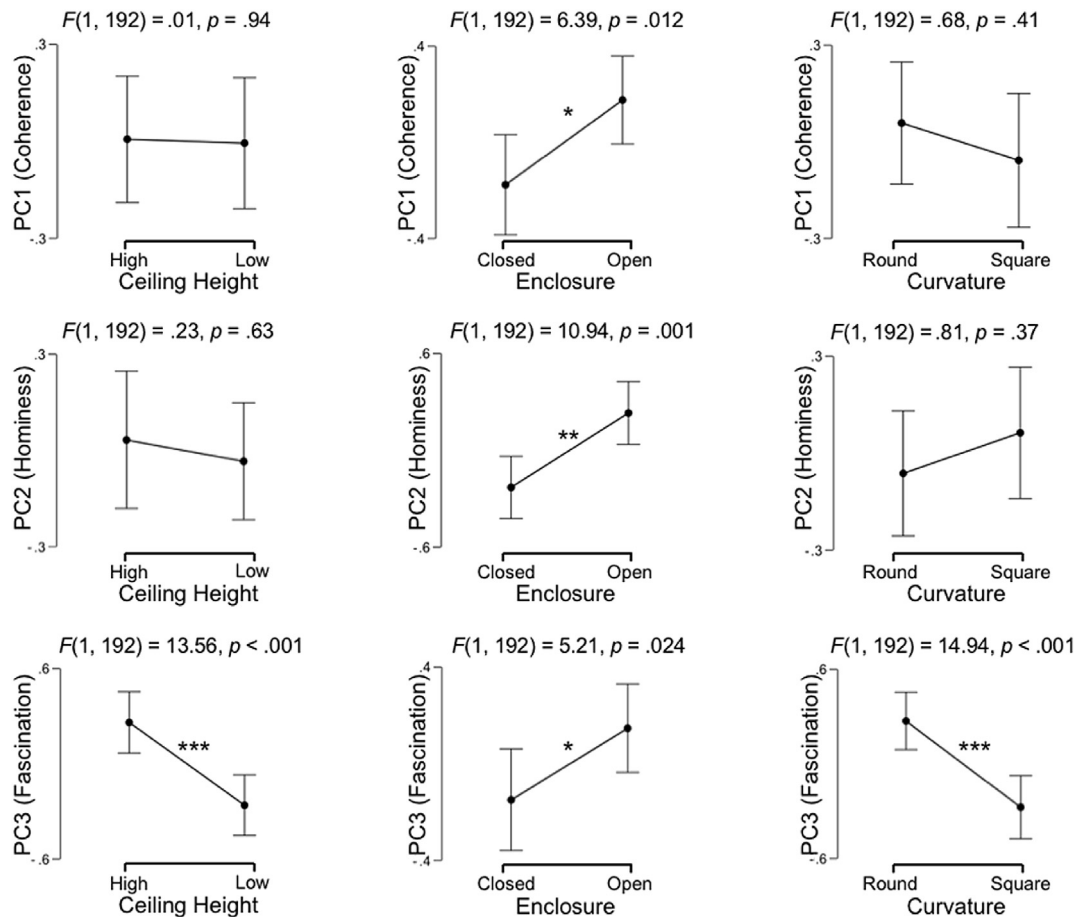 F(1, 192) = .01, p = .94
F(1, 192) = 6.39, p = .012
F(1, 192) = .68, p = .41
.3
PC1 (Coherence)
-.3
High
Low
Ceiling Height
.4
PC1 (Coherence)
*
-.4
Closed
Open
Enclosure
.3
PC1 (Coherence)
-.3
Round
Square
Curvature
F(1, 192) = .23, p = .63
F(1, 192) = 10.94, p = .001
F(1, 192) = .81, p = .37
.3
PC2 (Hominess)
-.3
High
Low
Ceiling Height
.6
PC2 (Hominess)
**
-.6
Closed
Open
Enclosure
.3
PC2 (Hominess)
-.3
Round
Square
Curvature
F(1, 192) = 13.56, p < .001
F(1, 192) = 5.21, p = .024
F(1, 192) = 14.94, p < .001
.6
PC3 (Fascination)
***
-.6
High
Low
Ceiling Height
.4
PC3 (Fascination)
*
-.4
Closed
Open
Enclosure
.6
PC3 (Fascination)
***
-.6
Round
Square
Curvature